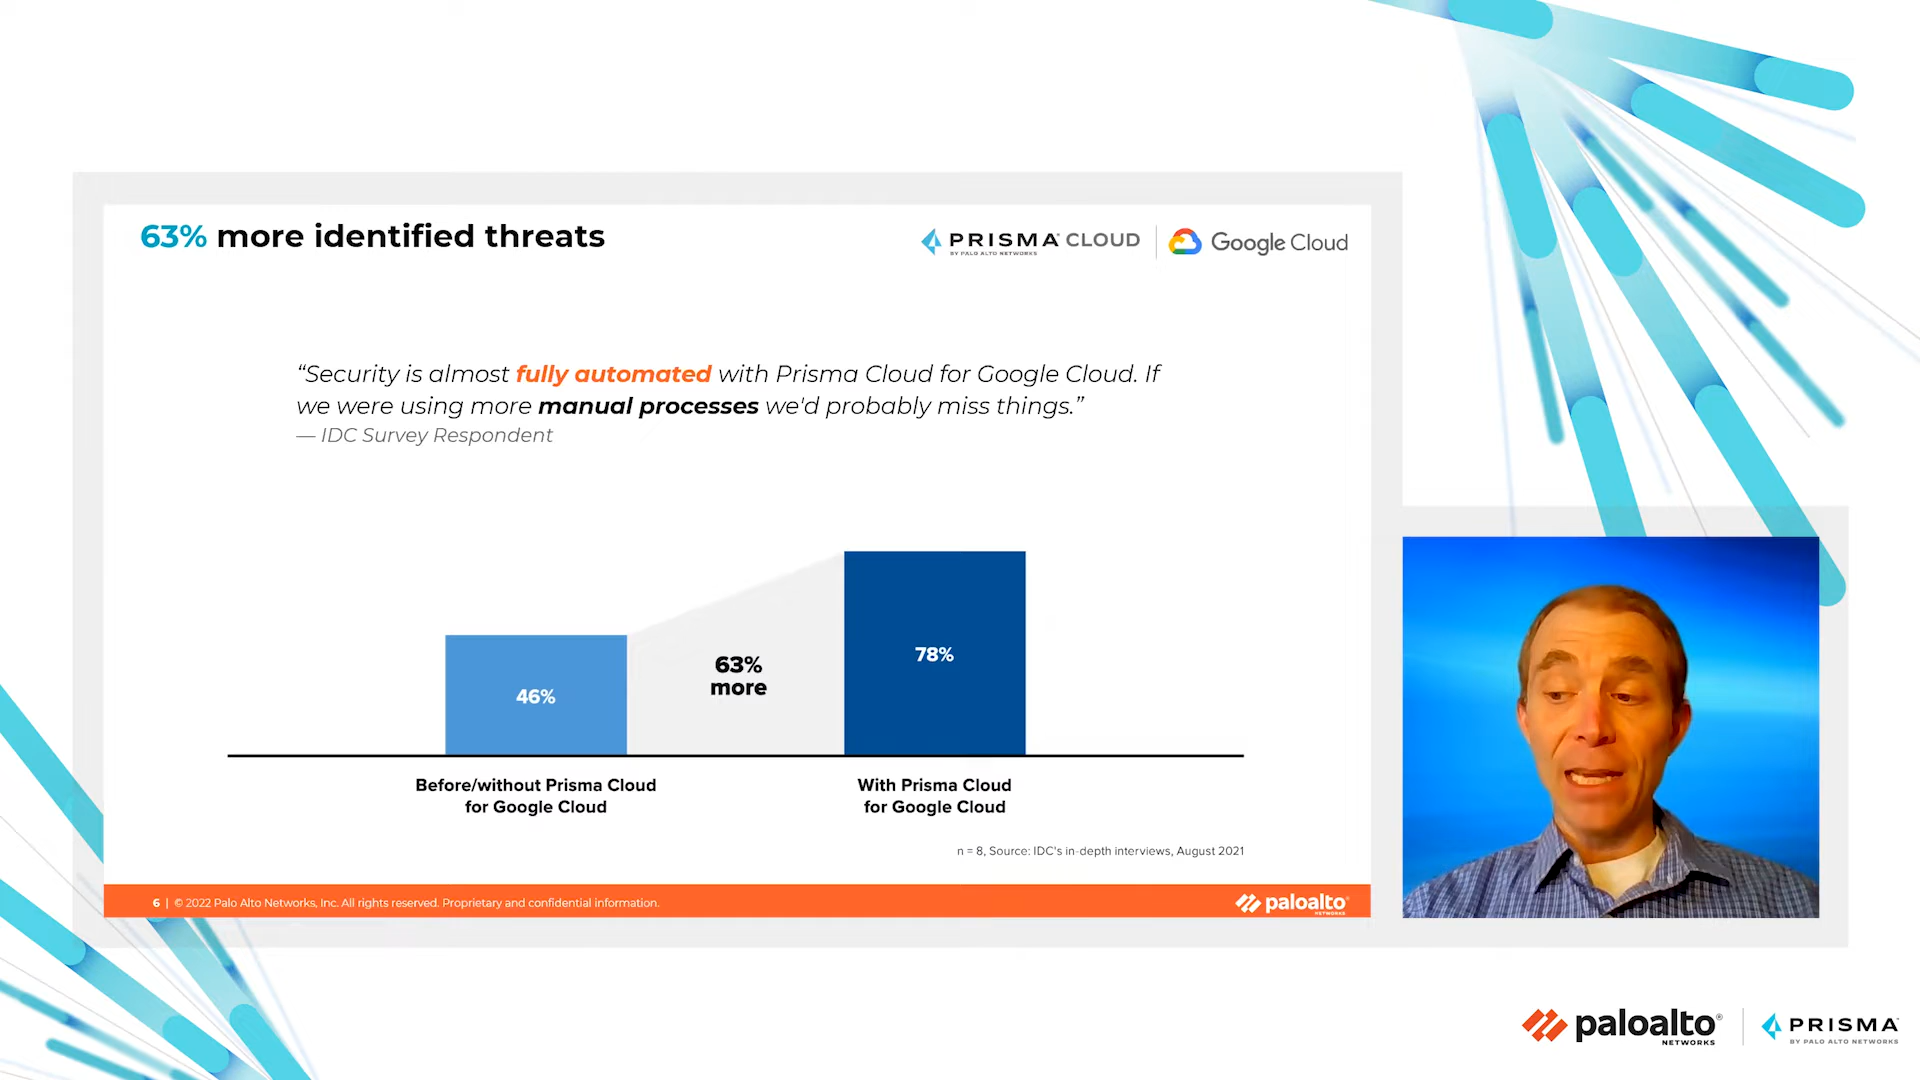 63% more identified threats
PRISMA CLOUD
BY PALO ALTO NETWORKS
Google Cloud
“Security is almost fully automated with Prisma Cloud for Google Cloud. If
we were using more manual processes we'd probably miss things.”
— IDC Survey Respondent
46%
63%
more
78%
Before/without Prisma Cloud
for Google Cloud
With Prisma Cloud
for Google Cloud
n = 8, Source: IDC's in-depth interviews, August 2021
6 | © 2022 Palo Alto Networks, Inc. All rights reserved. Proprietary and confidential information.
paloalto
NETWORKS
paloalto®
NETWORKS
PRISMA
BY PALO ALTO NETWORKS